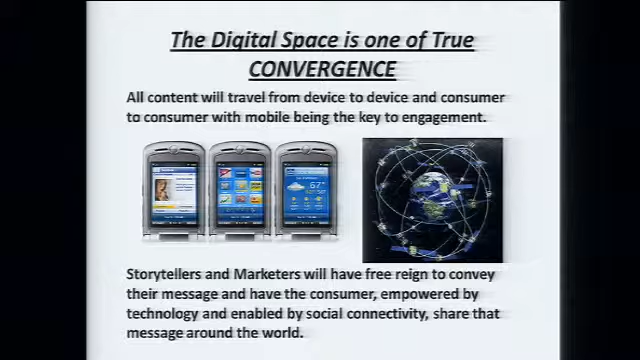 The Digital Space is one of True
CONVERGENCE
All content will travel from device to device and consumer
to consumer with mobile being the key to engagement.
67°
Storytellers and Marketers will have free reign to convey
their message and have the consumer, empowered by
technology and enabled by social connectivity, share that
message around the world.